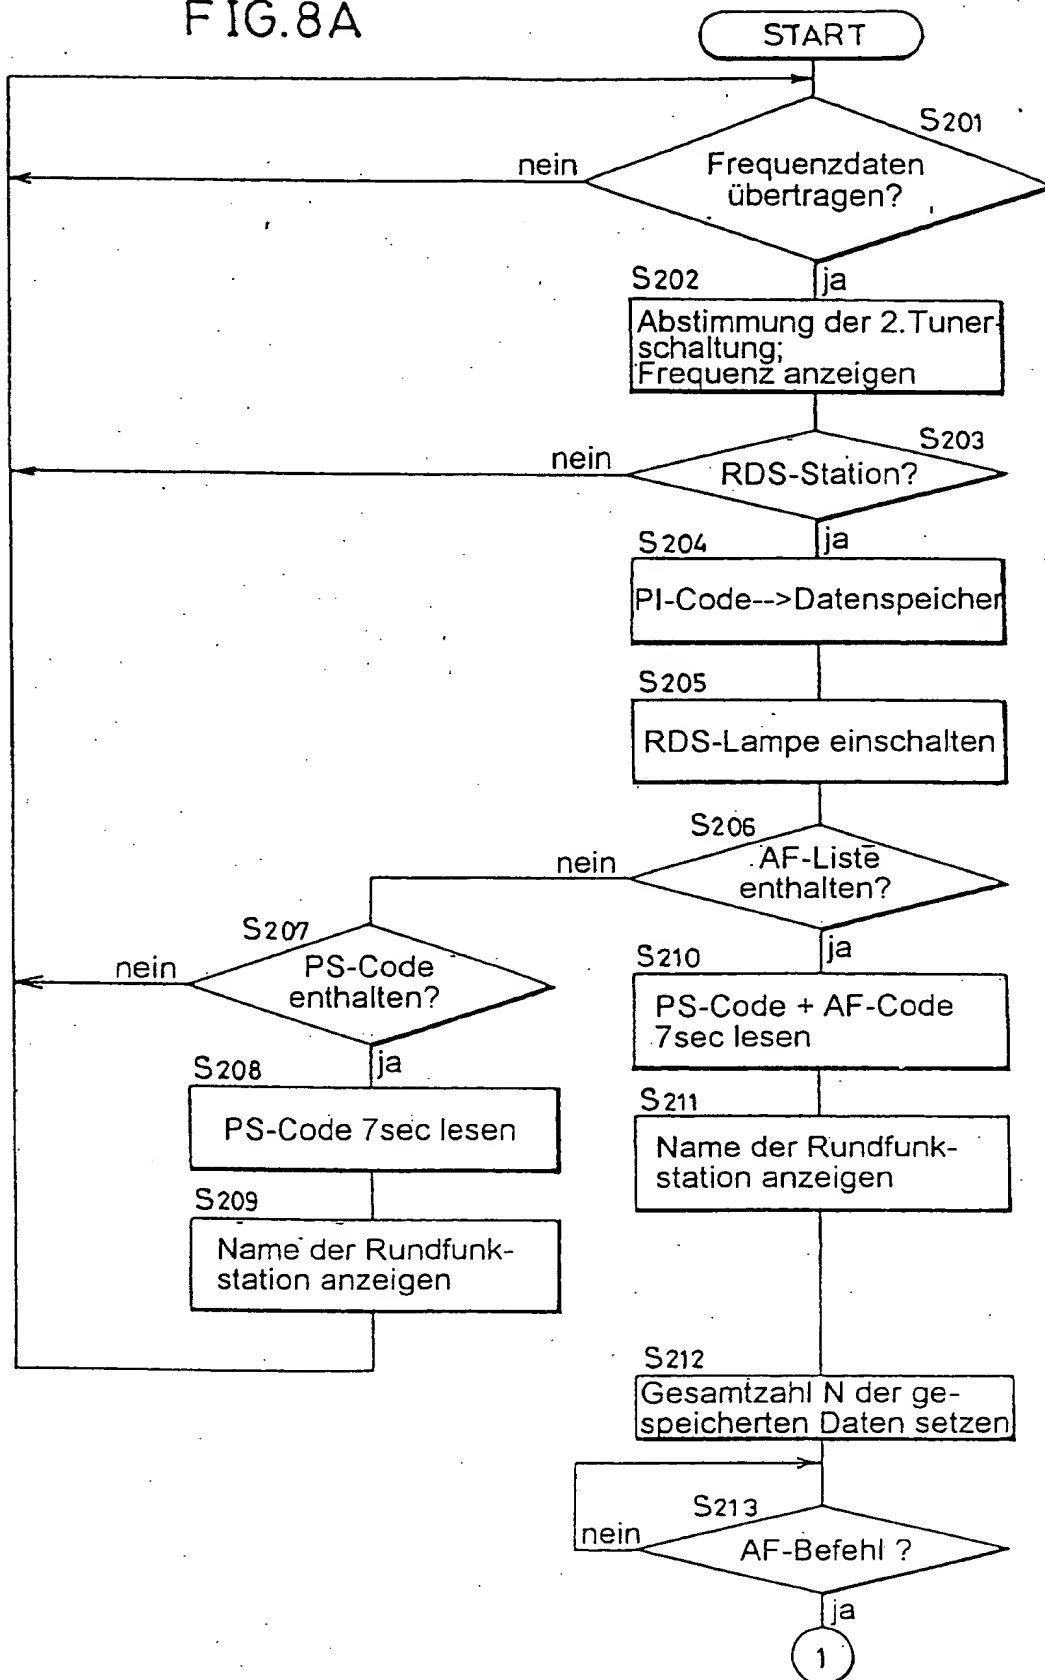 FIG.8A
START
S201
nein
Frequenzdaten
übertragen?
ja
S202
Abstimmung der 2.Tuner-
schaltung;
Frequenz anzeigen
S203
nein
RDS-Station?
ja
S204
PI-Code-->Datenspeicher
S205
RDS-Lampe einschalten
S206
nein
AF-Liste
enthalten?
ja
S207
nein
PS-Code
enthalten?
ja
S208
PS-Code 7sec lesen
S209
Name der Rundfunk-
station anzeigen
S210
PS-Code + AF-Code
7sec lesen
S211
Name der Rundfunk-
station anzeigen
S212
Gesamtzahl N der ge-
speicherten Daten setzen
S213
nein
AF-Befehl ?
ja
1